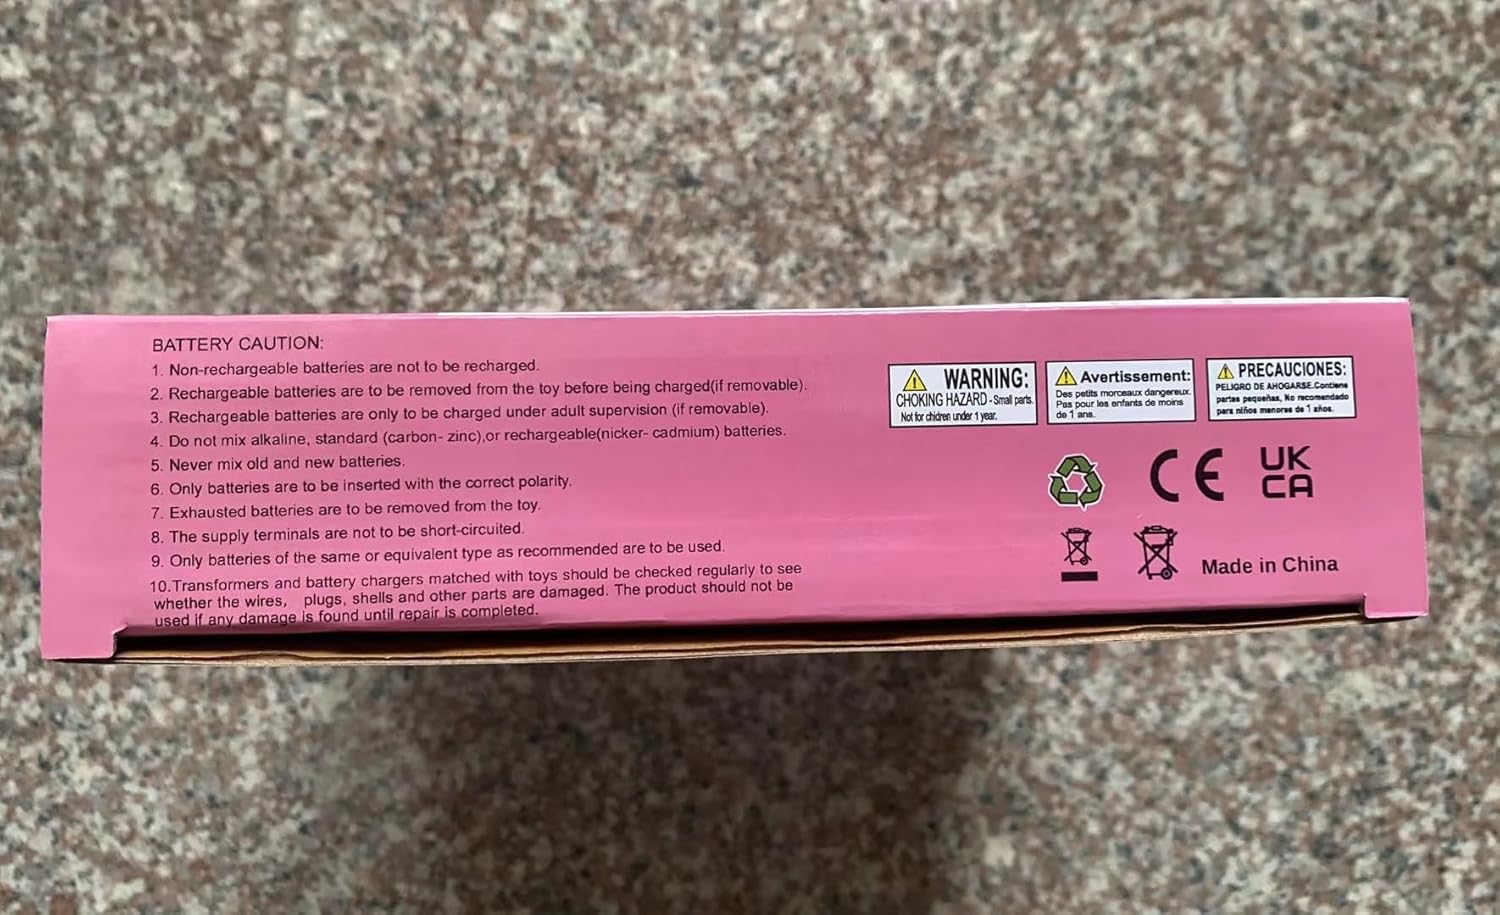 BATTERY CAUTION:
1. Non-rechargeable batteries are not to be recharged.
2. Rechargeable batteries are to be removed from the toy before being charged(if removable).
3. Rechargeable batteries are only to be charged under adult supervision (if removable).
4. Do not mix alkaline, standard (carbon- zinc),or rechargeable(nicker- cadmium) batteries.
5. Never mix old and new batteries.
6. Only batteries are to be inserted with the correct polarity.
7. Exhausted batteries are to be removed from the toy.
8. The supply terminals are not to be short-circuited.
9. Only batteries of the same or equivalent type as recommended are to be used.
10.Transformers and battery chargers matched with toys should be checked regularly to see
whether the wires, plugs, shells and other parts are damaged. The product should not be
used if any damage is found until repair is completed.
WARNING:
CHOKING HAZARD - Small parts.
Not for chidren under 1 year.
Avertissement:
Des petits morceaux dangereux.
Pas pour les enfants de moins
de 1 ans.
PRECAUCIONES:
PELIGRO DE AHOGARSE.Contiene
partas pequeñas, No recomendado
para niños menores de 1 años.
CE
UK
CA
Made in China